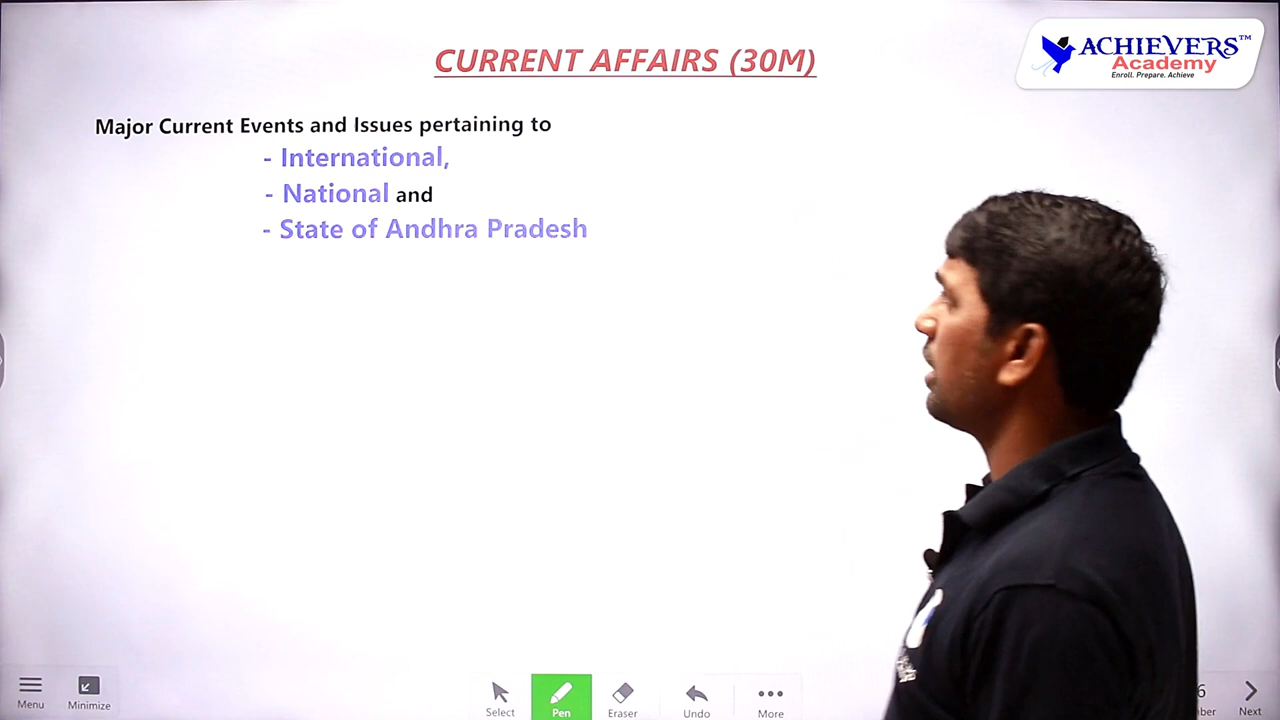 CURRENT AFFAIRS (30M)
ACHIEVERS™
Academy
Enroll. Prepare. Achieve
Major Current Events and Issues pertaining to
- International,
- National and
- State of Andhra Pradesh
Menu
Minimize
Select
Pen
Eraser
Undo
More
6
Next